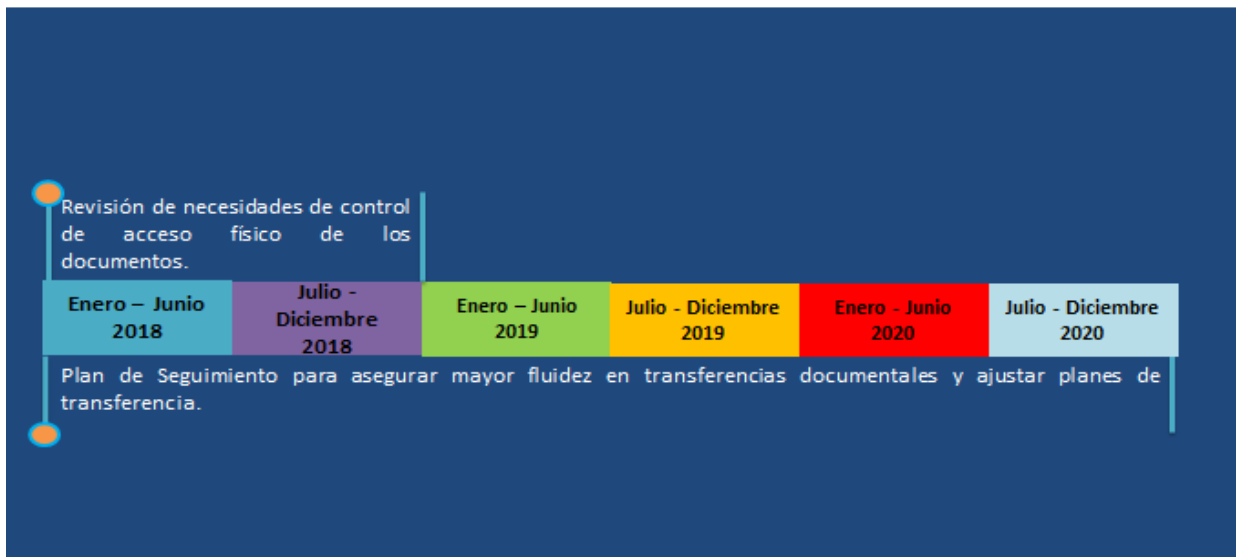 Revisión de necesidades de control
de acceso físico de los
documentos.
Enero – Junio
2018
Julio -
Diciembre
2018
Enero – Junio
2019
Julio - Diciembre
2019
Enero - Junio
2020
Julio - Diciembre
2020
Plan de Seguimiento para asegurar mayor fluidez en transferencias documentales y ajustar planes de
transferencia.